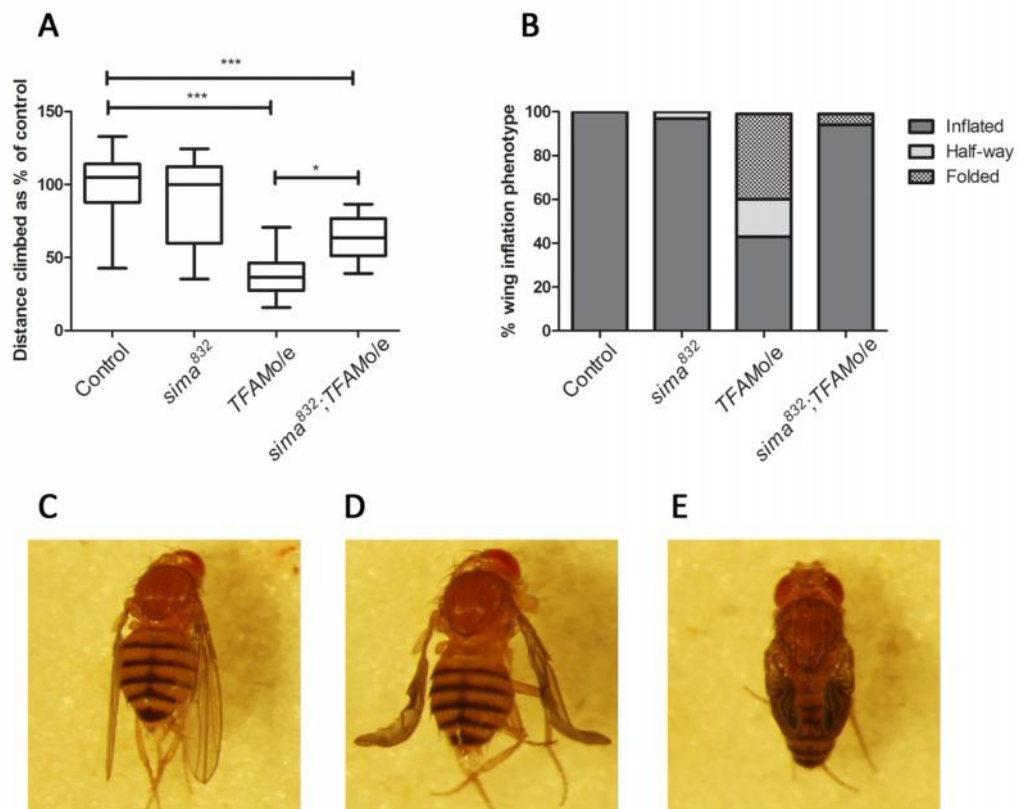 A
B
***
***
*
Distance climbed as % of control
150
100
50
0
Control
sima832
TFAMo/e
sima832;TFAMo/e
% wing inflation phenotype
100
80
60
40
20
0
Control
sima832
TFAMo/e
sima832;TFAMo/e
Inflated
Half-way
Folded
C
D
E